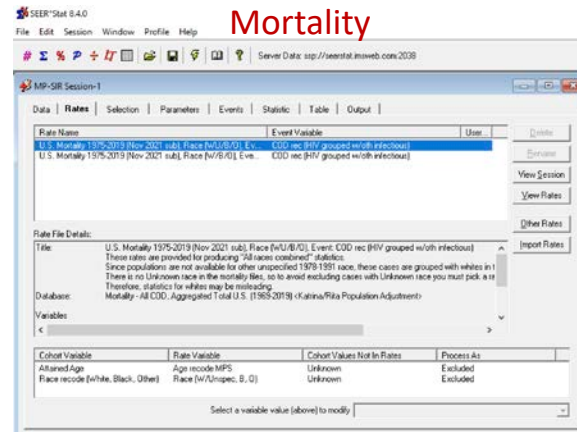 SEER*Stat 8.4.0
Mortality
File Edit Session Window Profile Help
Server Data: ssp://seerstat.imsweb.com:2038
MP-SIR Session-1
Data Rates Selection Parameters Events Statistic Table Output
Rate Name Event Variable User...
U.S. Mortality 1975-2019 (Nov 2021 sub), Race (W/U/B/O), Ev... COD rec (HIV grouped w/oth infectious)
U.S. Mortality 1975-2019 (Nov 2021 sub), Race (W/B/O), Eve... COD rec (HIV grouped w/oth infectious)
Delete
Rename
View Session
View Rates
Other Rates
Import Rates
Rate File Details:
Title: U.S. Mortality 1975-2019 (Nov 2021 sub), Race (W/U/B/O), Event: COD rec (HIV grouped w/oth infectious)
These rates are provided for producing "All races combined" statistics.
Since populations are not available for other unspecified 1978-1991 race, these cases are grouped with whites in t
There is no Unknown race in the mortality files, so to avoid excluding cases with Unknown race you must pick a re
Therefore, statistics for whites may be misleading.
Database: Mortality - All COD, Aggregated Total U.S. (1969-2019) <Katrina/Rita Population Adjustment>
Variables
Cohort Variable Rate Variable Cohort Values Not In Rates Process As
Attained Age Age recode MPS Unknown Excluded
Race recode (White, Black, Other) Race (W/Unspec, B, O) Unknown Excluded
Select a variable value (above) to modify